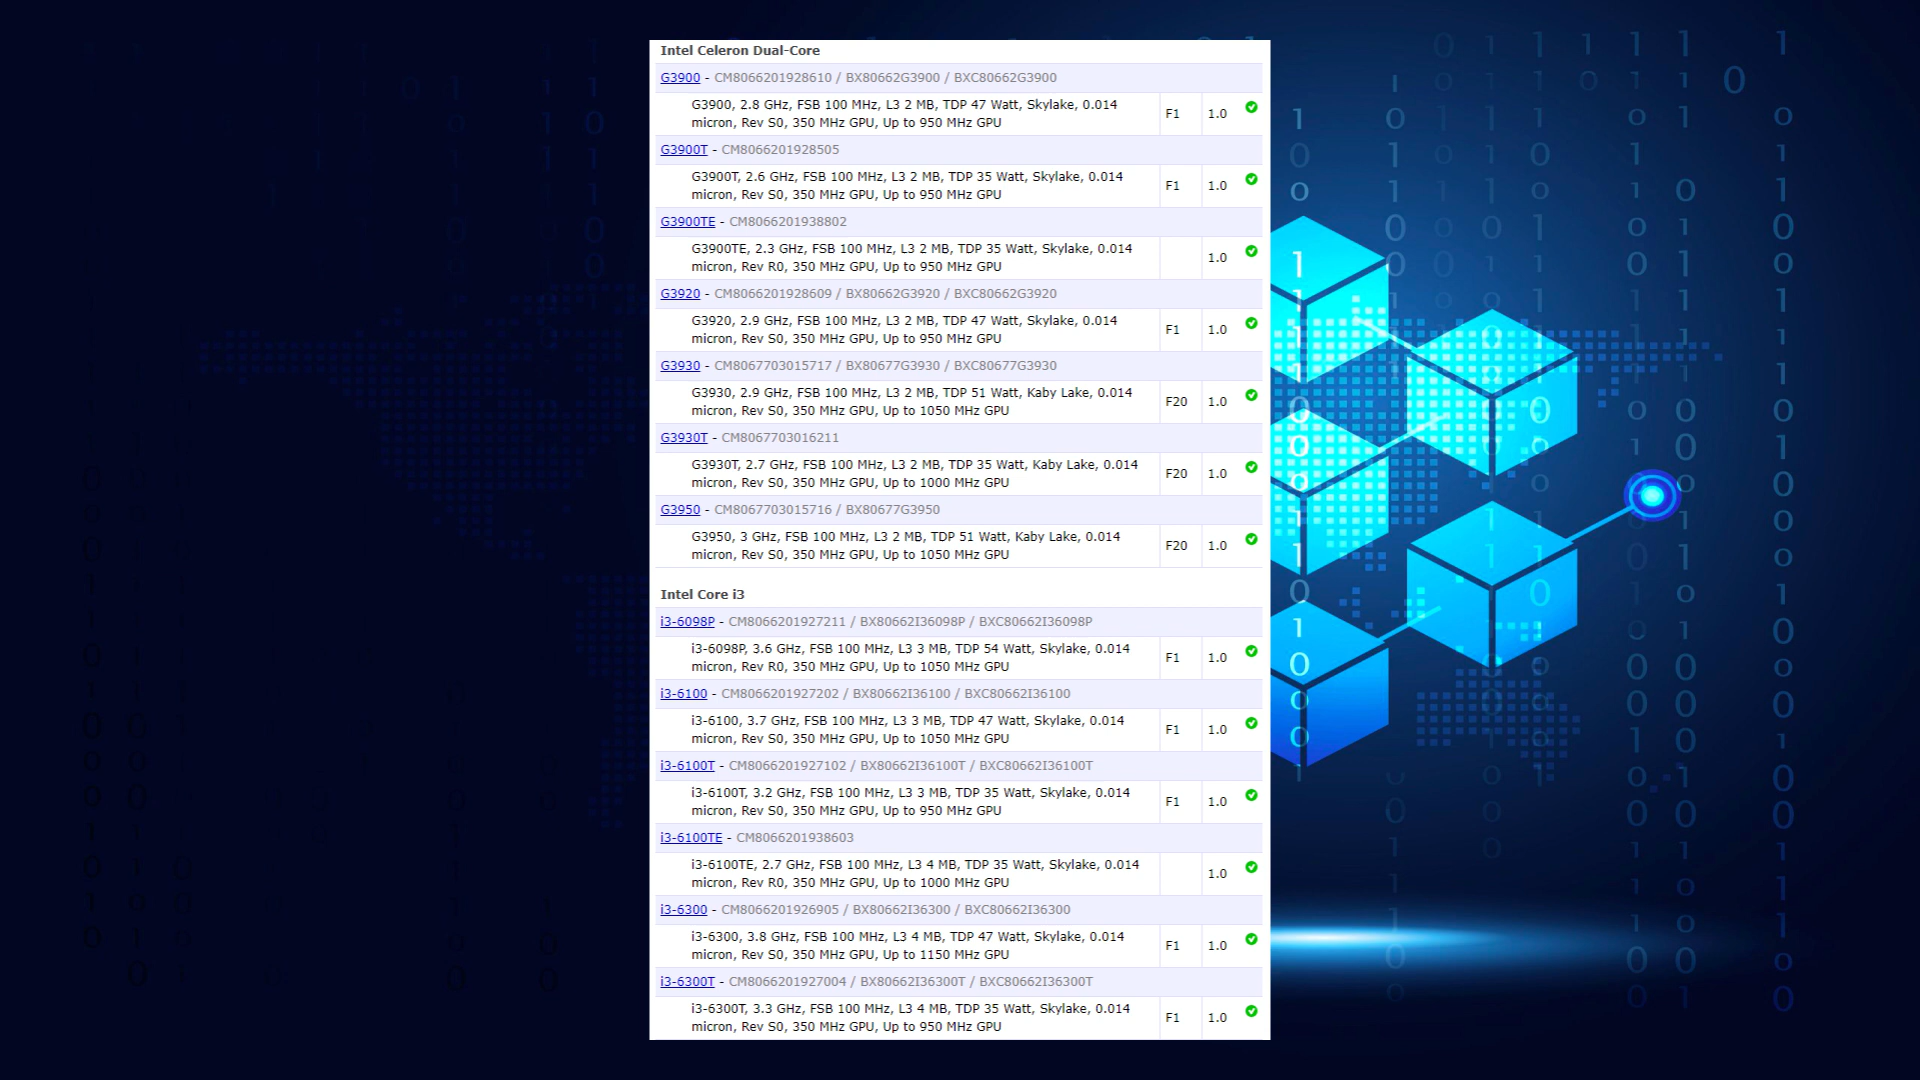 Intel Celeron Dual-Core
G3900 - CM8066201928610 / BX80662G3900 / BXC80662G3900
G3900, 2.8 GHz, FSB 100 MHz, L3 2 MB, TDP 47 Watt, Skylake, 0.014 F1 1.0
micron, Rev S0, 350 MHz GPU, Up to 950 MHz GPU
G3900T - CM8066201928505
G3900T, 2.6 GHz, FSB 100 MHz, L3 2 MB, TDP 35 Watt, Skylake, 0.014 F1 1.0
micron, Rev S0, 350 MHz GPU, Up to 950 MHz GPU
G3900TE - CM8066201938802
G3900TE, 2.3 GHz, FSB 100 MHz, L3 2 MB, TDP 35 Watt, Skylake, 0.014 1.0
micron, Rev R0, 350 MHz GPU, Up to 950 MHz GPU
G3920 - CM8066201928609 / BX80662G3920 / BXC80662G3920
G3920, 2.9 GHz, FSB 100 MHz, L3 2 MB, TDP 47 Watt, Skylake, 0.014 F1 1.0
micron, Rev S0, 350 MHz GPU, Up to 950 MHz GPU
G3930 - CM8067703015717 / BX80677G3930 / BXC80677G3930
G3930, 2.9 GHz, FSB 100 MHz, L3 2 MB, TDP 51 Watt, Kaby Lake, 0.014 F20 1.0
micron, Rev S0, 350 MHz GPU, Up to 1050 MHz GPU
G3930T - CM8067703016211
G3930T, 2.7 GHz, FSB 100 MHz, L3 2 MB, TDP 35 Watt, Kaby Lake, 0.014 F20 1.0
micron, Rev S0, 350 MHz GPU, Up to 1000 MHz GPU
G3950 - CM8067703015716 / BX80677G3950
G3950, 3 GHz, FSB 100 MHz, L3 2 MB, TDP 51 Watt, Kaby Lake, 0.014 F20 1.0
micron, Rev S0, 350 MHz GPU, Up to 1050 MHz GPU
Intel Core i3
i3-6098P - CM8066201927211 / BX80662I36098P / BXC80662I36098P
i3-6098P, 3.6 GHz, FSB 100 MHz, L3 3 MB, TDP 54 Watt, Skylake, 0.014 F1 1.0
micron, Rev R0, 350 MHz GPU, Up to 1050 MHz GPU
i3-6100 - CM8066201927202 / BX80662I36100 / BXC80662I36100
i3-6100, 3.7 GHz, FSB 100 MHz, L3 3 MB, TDP 47 Watt, Skylake, 0.014 F1 1.0
micron, Rev S0, 350 MHz GPU, Up to 1050 MHz GPU
i3-6100T - CM8066201927102 / BX80662I36100T / BXC80662I36100T
i3-6100T, 3.2 GHz, FSB 100 MHz, L3 3 MB, TDP 35 Watt, Skylake, 0.014 F1 1.0
micron, Rev S0, 350 MHz GPU, Up to 950 MHz GPU
i3-6100TE - CM8066201938603
i3-6100TE, 2.7 GHz, FSB 100 MHz, L3 4 MB, TDP 35 Watt, Skylake, 0.014 1.0
micron, Rev R0, 350 MHz GPU, Up to 1000 MHz GPU
i3-6300 - CM8066201926905 / BX80662I36300 / BXC80662I36300
i3-6300, 3.8 GHz, FSB 100 MHz, L3 4 MB, TDP 47 Watt, Skylake, 0.014 F1 1.0
micron, Rev S0, 350 MHz GPU, Up to 1150 MHz GPU
i3-6300T - CM8066201927004 / BX80662I36300T / BXC80662I36300T
i3-6300T, 3.3 GHz, FSB 100 MHz, L3 4 MB, TDP 35 Watt, Skylake, 0.014 F1 1.0
micron, Rev S0, 350 MHz GPU, Up to 950 MHz GPU